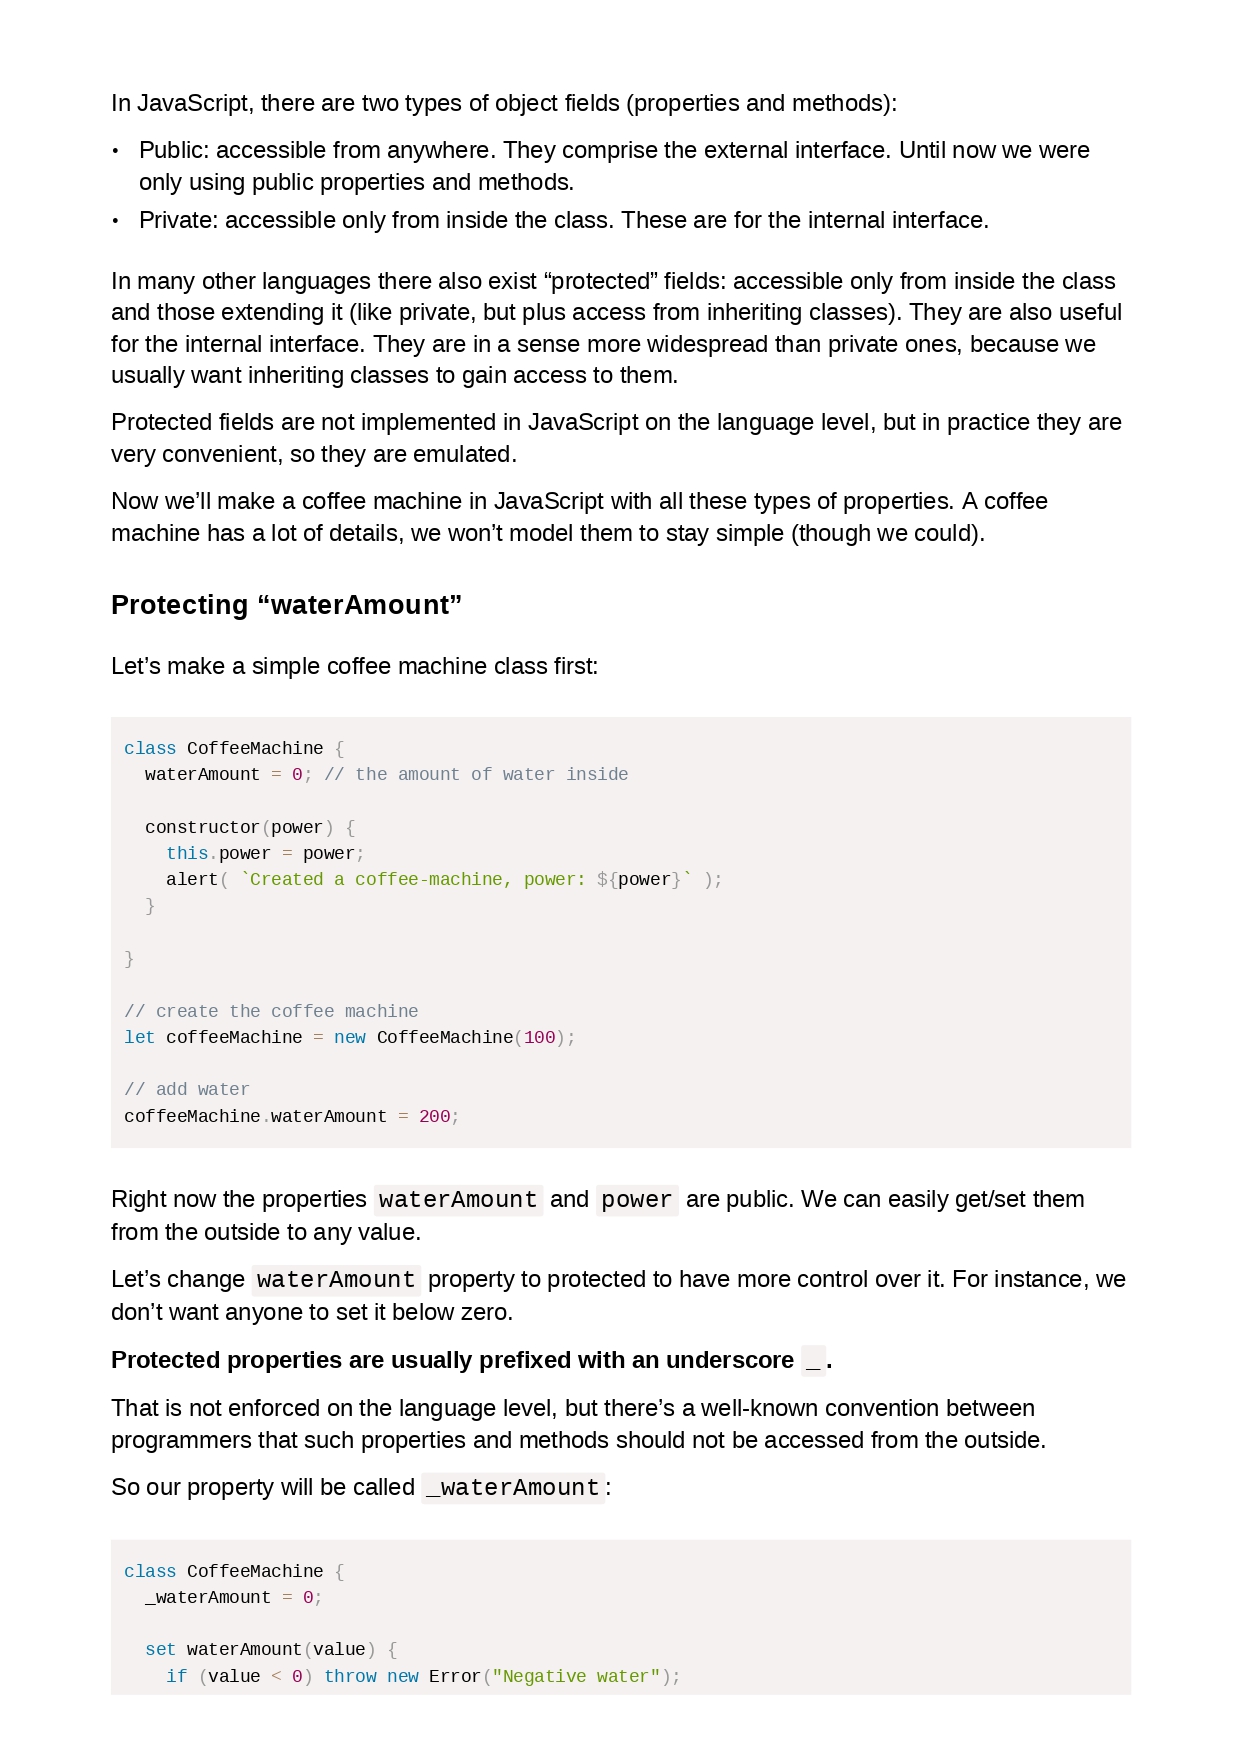 In JavaScript, there are two types of object fields (properties and methods):
• Public: accessible from anywhere. They comprise the external interface. Until now we were
only using public properties and methods.
• Private: accessible only from inside the class. These are for the internal interface.
In many other languages there also exist “protected” fields: accessible only from inside the class
and those extending it (like private, but plus access from inheriting classes). They are also useful
for the internal interface. They are in a sense more widespread than private ones, because we
usually want inheriting classes to gain access to them.
Protected fields are not implemented in JavaScript on the language level, but in practice they are
very convenient, so they are emulated.
Now we’ll make a coffee machine in JavaScript with all these types of properties. A coffee
machine has a lot of details, we won’t model them to stay simple (though we could).
Protecting “waterAmount”
Let’s make a simple coffee machine class first:
class CoffeeMachine {
  waterAmount = 0; // the amount of water inside
  constructor(power) {
    this.power = power;
    alert( `Created a coffee-machine, power: ${power}` );
  }
}
// create the coffee machine
let coffeeMachine = new CoffeeMachine(100);
// add water
coffeeMachine.waterAmount = 200;
Right now the properties waterAmount and power are public. We can easily get/set them
from the outside to any value.
Let’s change waterAmount property to protected to have more control over it. For instance, we
don’t want anyone to set it below zero.
Protected properties are usually prefixed with an underscore _.
That is not enforced on the language level, but there’s a well-known convention between
programmers that such properties and methods should not be accessed from the outside.
So our property will be called _waterAmount:
class CoffeeMachine {
  _waterAmount = 0;
  set waterAmount(value) {
    if (value < 0) throw new Error("Negative water");